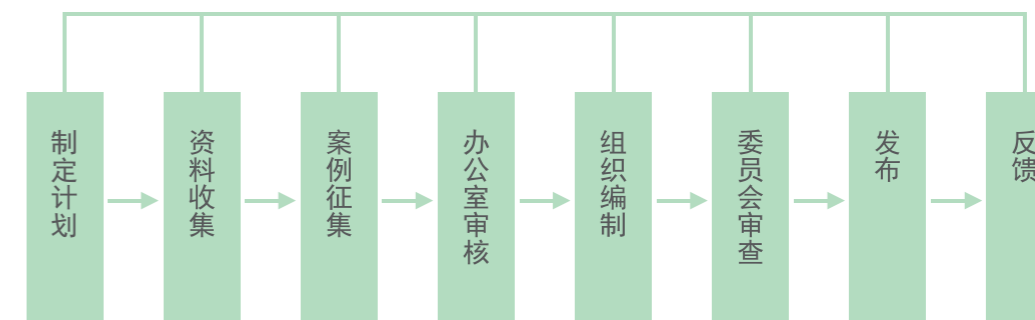 制定计划
资料收集
案例征集
办公室审核
组织编制
委员会审查
发布
反馈